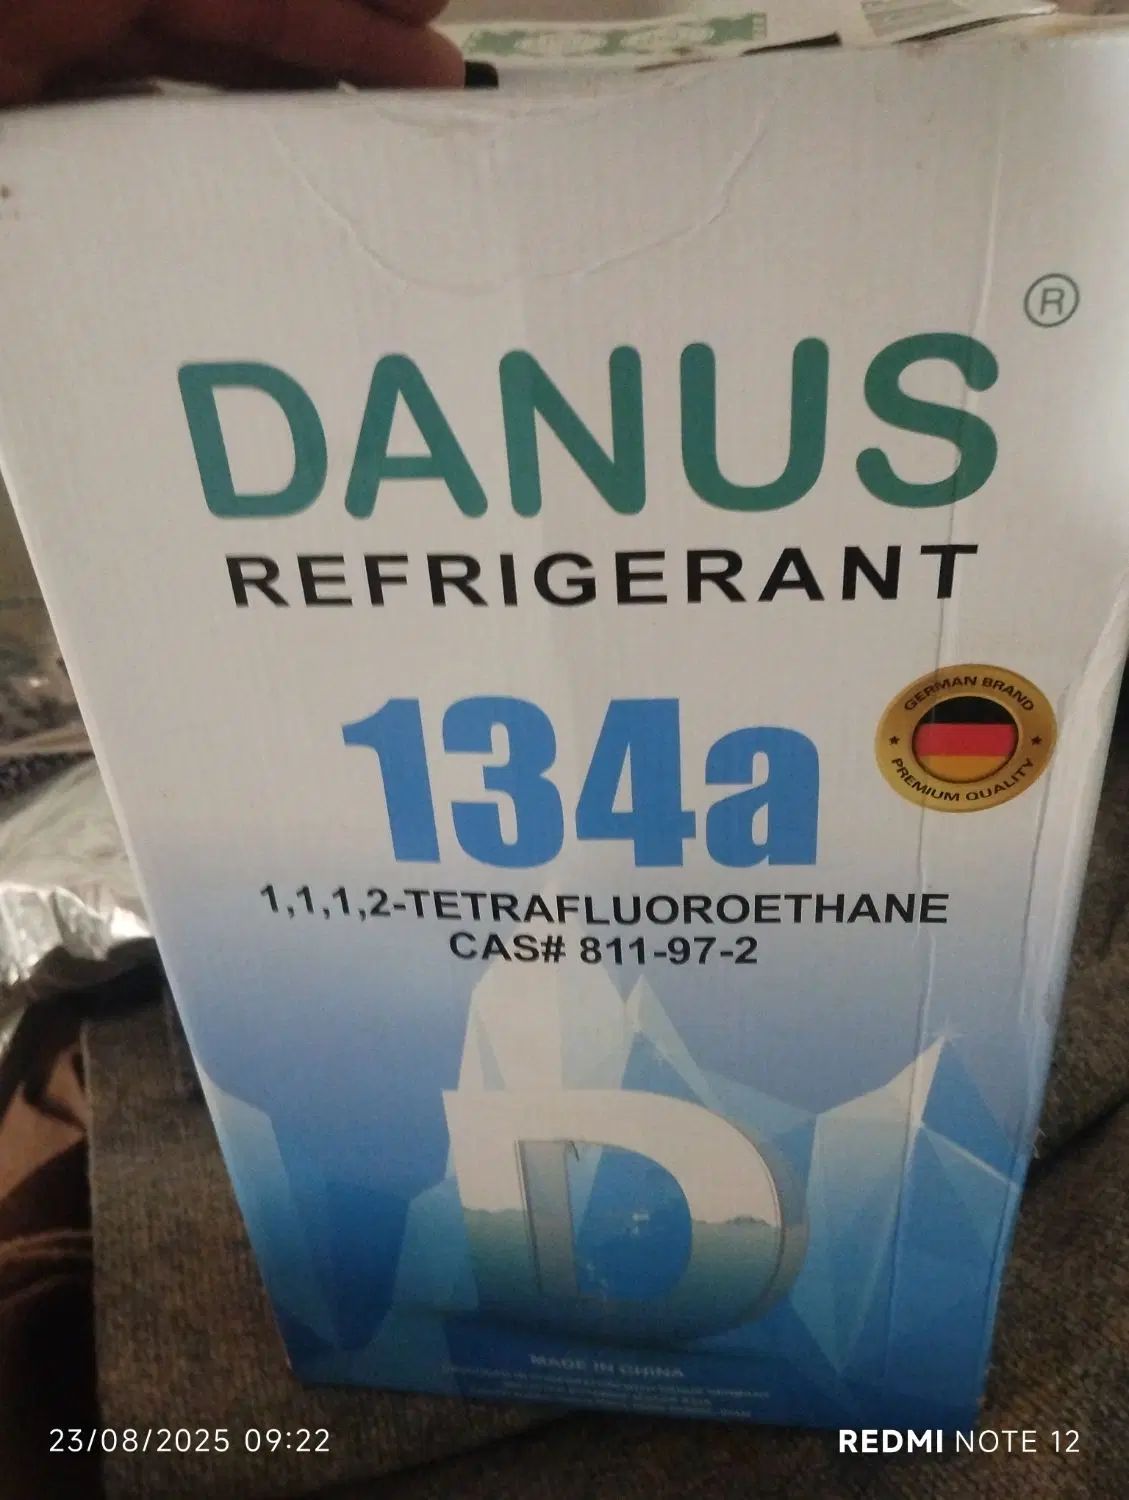 ®
DANUS
REFRIGERANT
134a
GERMAN BRAND
PREMIUM QUALITY
1,1,1,2-TETRAFLUOROETHANE
CAS# 811-97-2
D
MADE IN CHINA
23/08/2025 09:22
REDMI NOTE 12